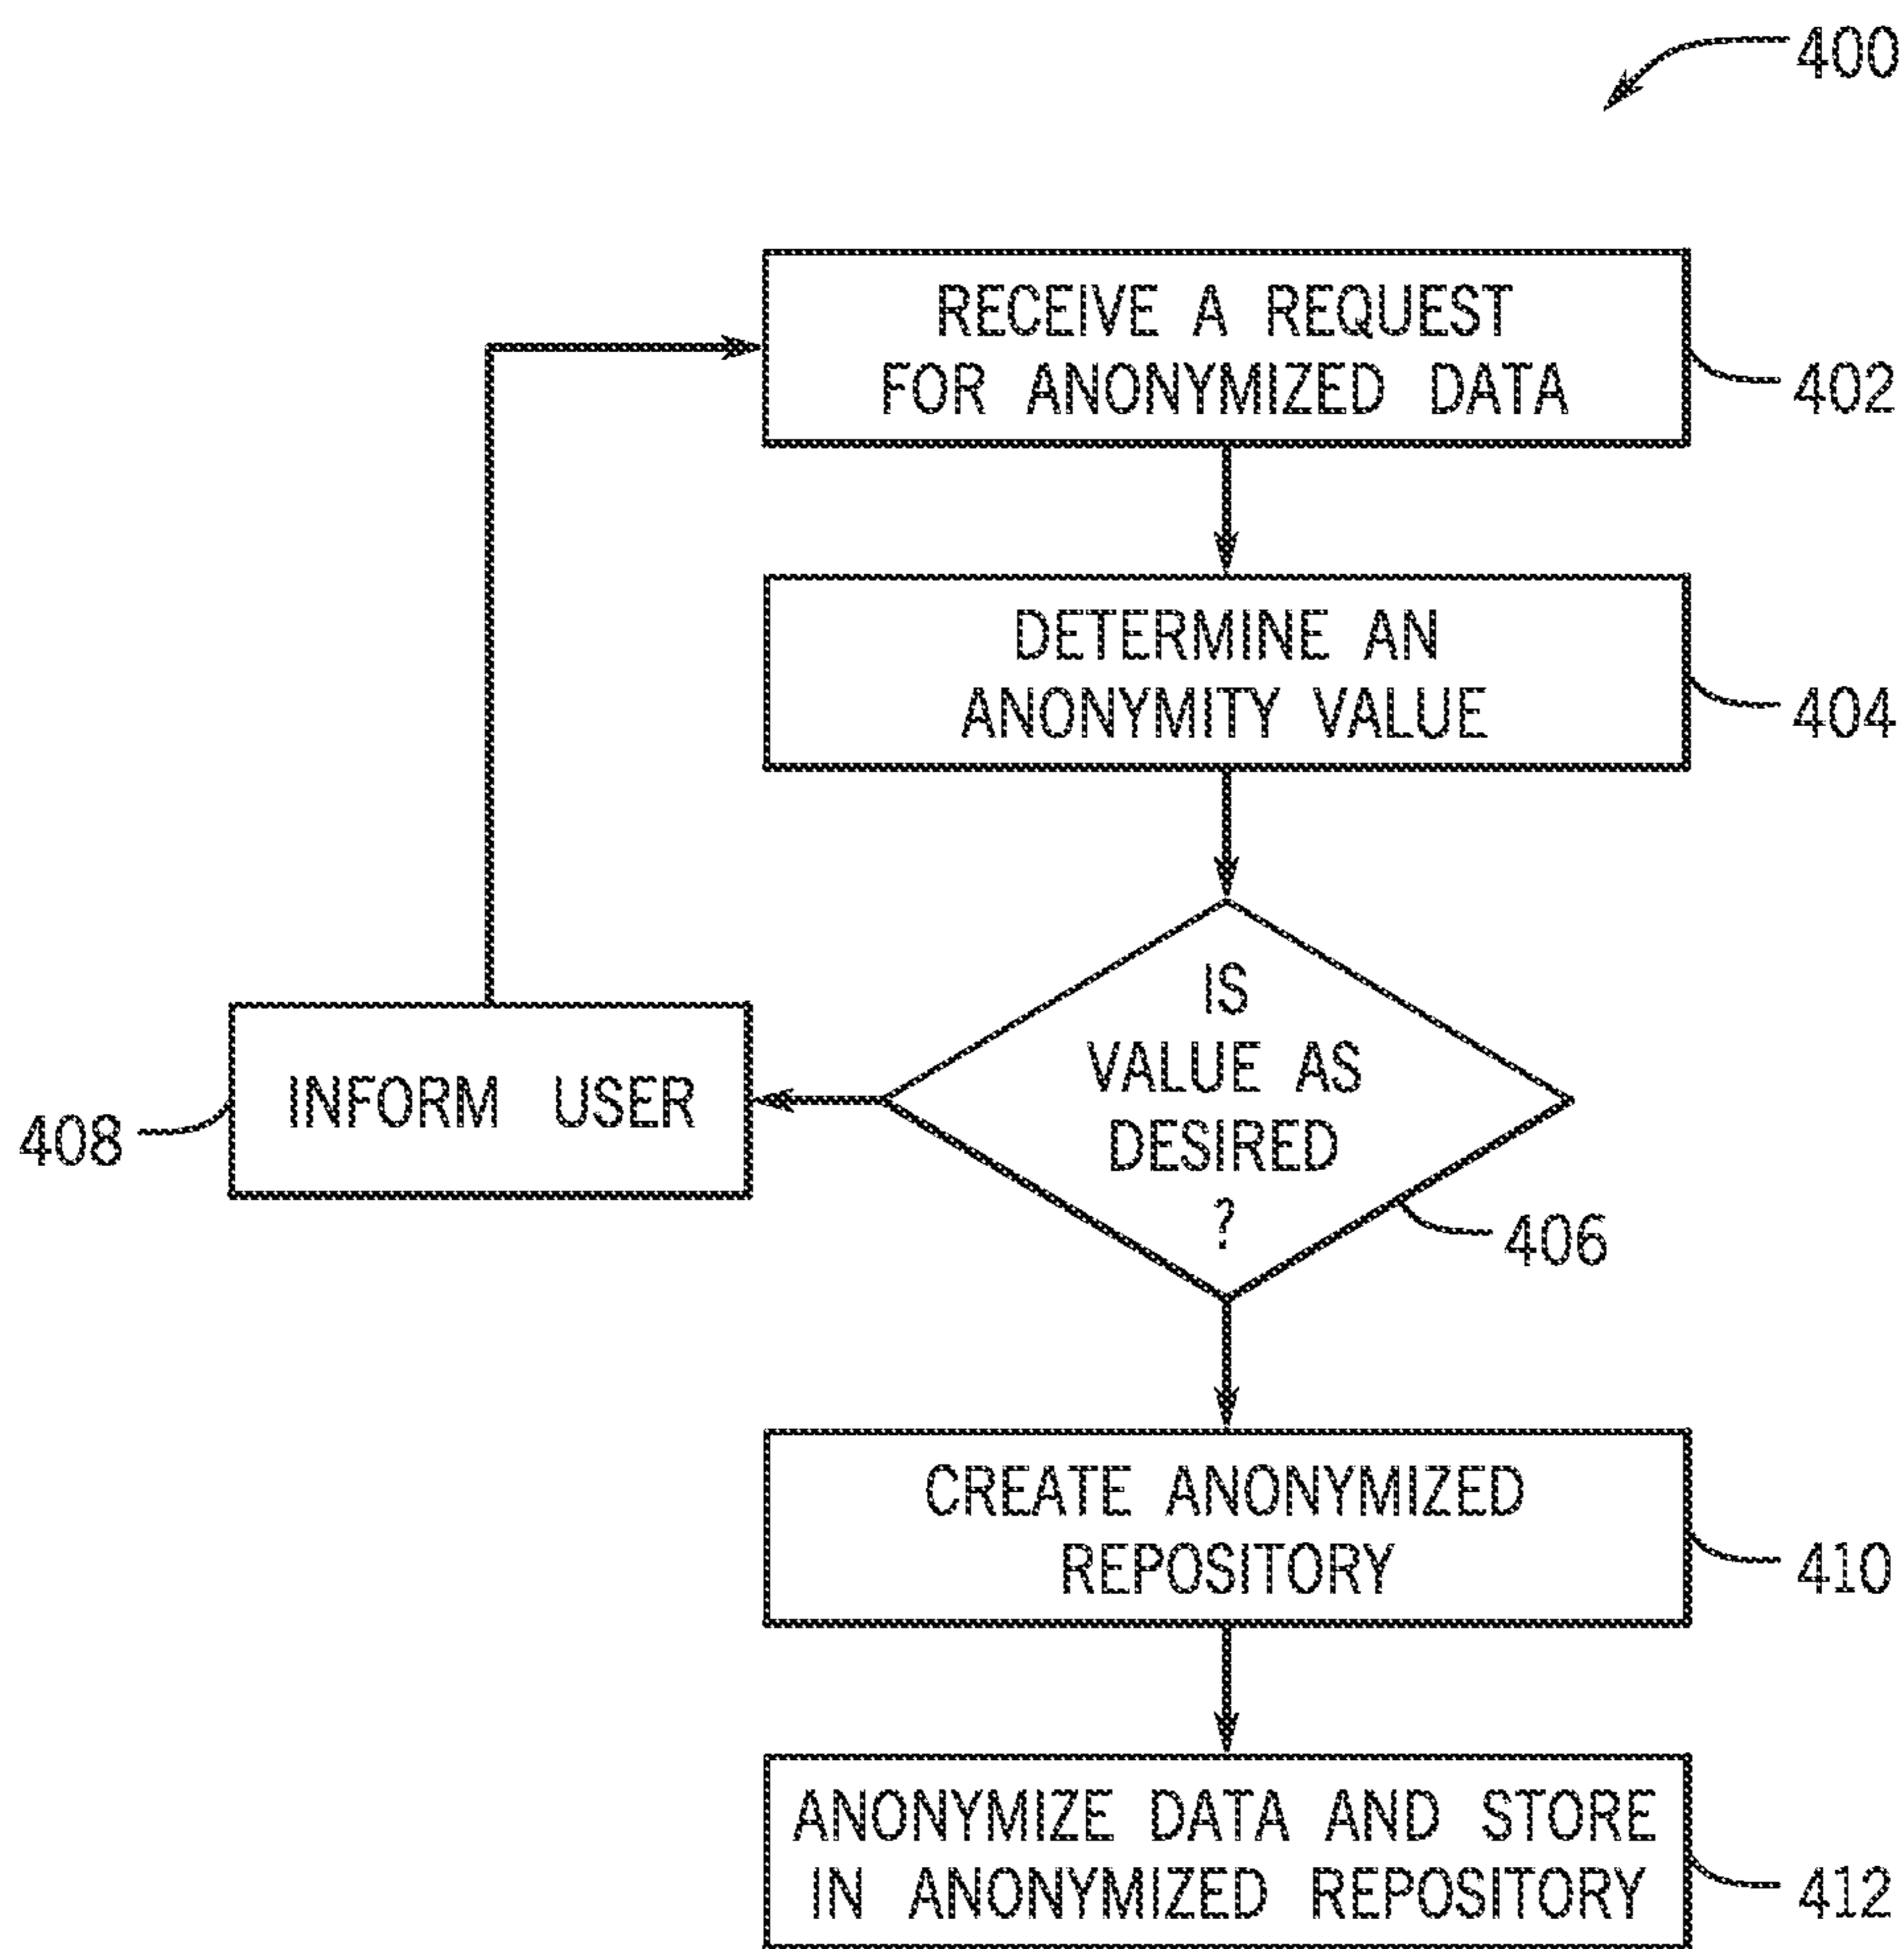 400
RECEIVE A REQUEST
FOR ANONYMIZED DATA
402
DETERMINE AN
ANONYMITY VALUE
404
IS
VALUE AS
DESIRED
?
406
INFORM USER
408
CREATE ANONYMIZED
REPOSITORY
410
ANONYMIZE DATA AND STORE
IN ANONYMIZED REPOSITORY
412